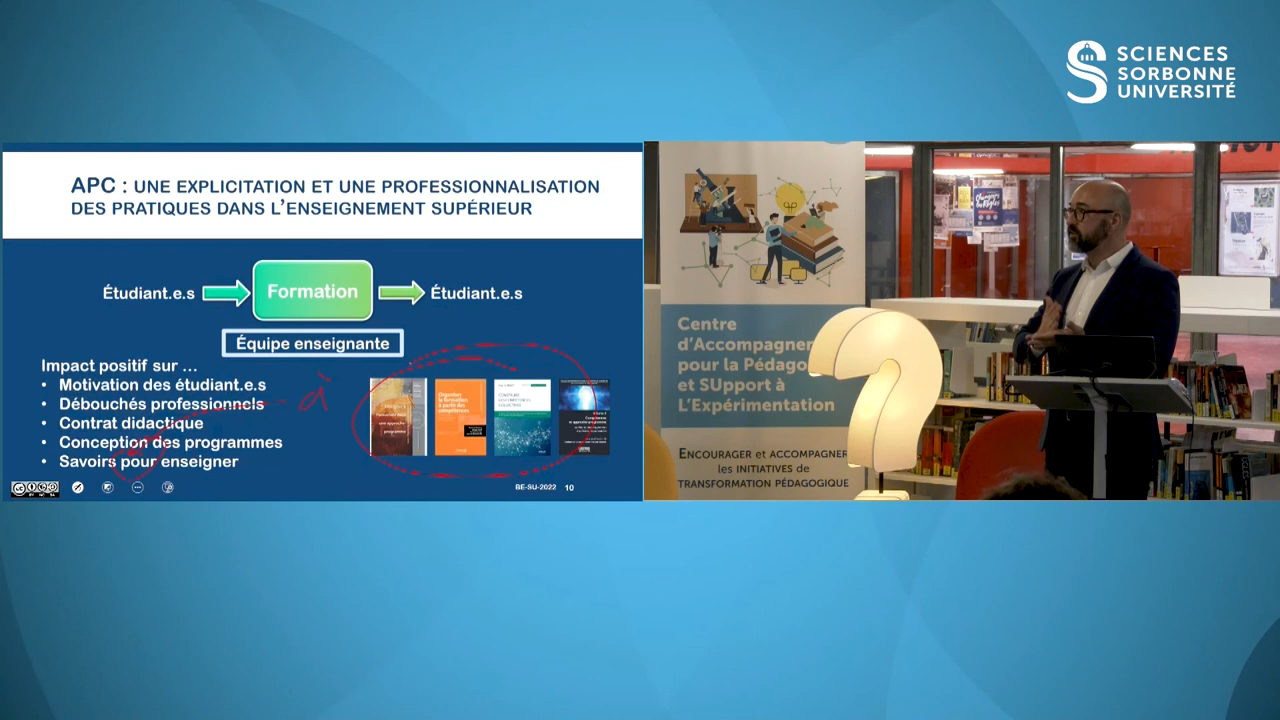 SCIENCES
SORBONNE
UNIVERSITÉ
APC : UNE EXPLICITATION ET UNE PROFESSIONNALISATION
DES PRATIQUES DANS L'ENSEIGNEMENT SUPÉRIEUR
Étudiant.e.s
Formation
Étudiant.e.s
Équipe enseignante
Impact positif sur ...
• Motivation des étudiant.e.s
• Débouchés professionnels
• Contrat didactique
• Conception des programmes
• Savoirs pour enseigner
à
BE-SU-2022 10
Centre
d'Accompagnem
pour la Pédago
et SUpport à
L'Expérimentation
ENCOURAGER et ACCOMPAGNER
les INITIATIVES de
TRANSFORMATION PÉDAGOGIQUE